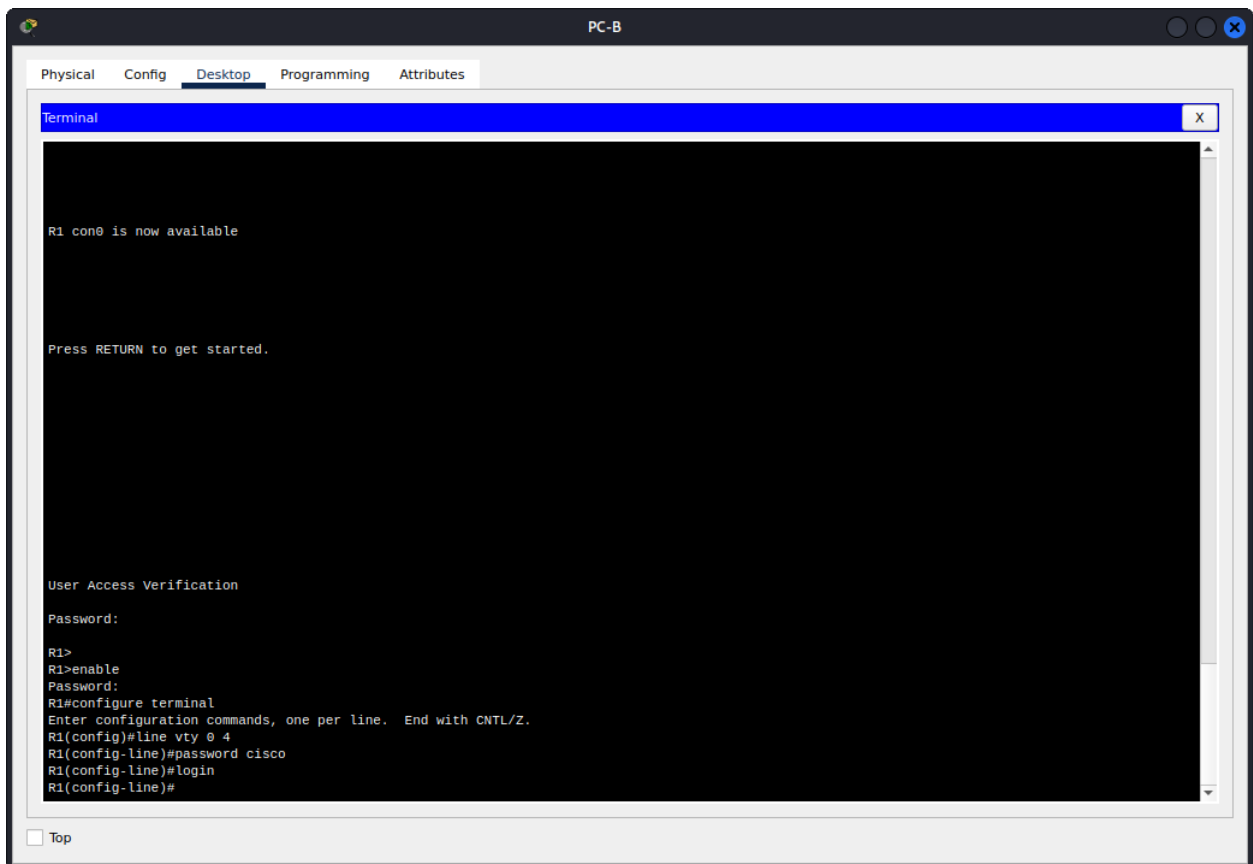 PC-B
Physical Config Desktop Programming Attributes
Terminal X
R1 con0 is now available
Press RETURN to get started.
User Access Verification
Password:
R1>
R1>enable
Password:
R1#configure terminal
Enter configuration commands, one per line.  End with CNTL/Z.
R1(config)#line vty 0 4
R1(config-line)#password cisco
R1(config-line)#login
R1(config-line)#
Top